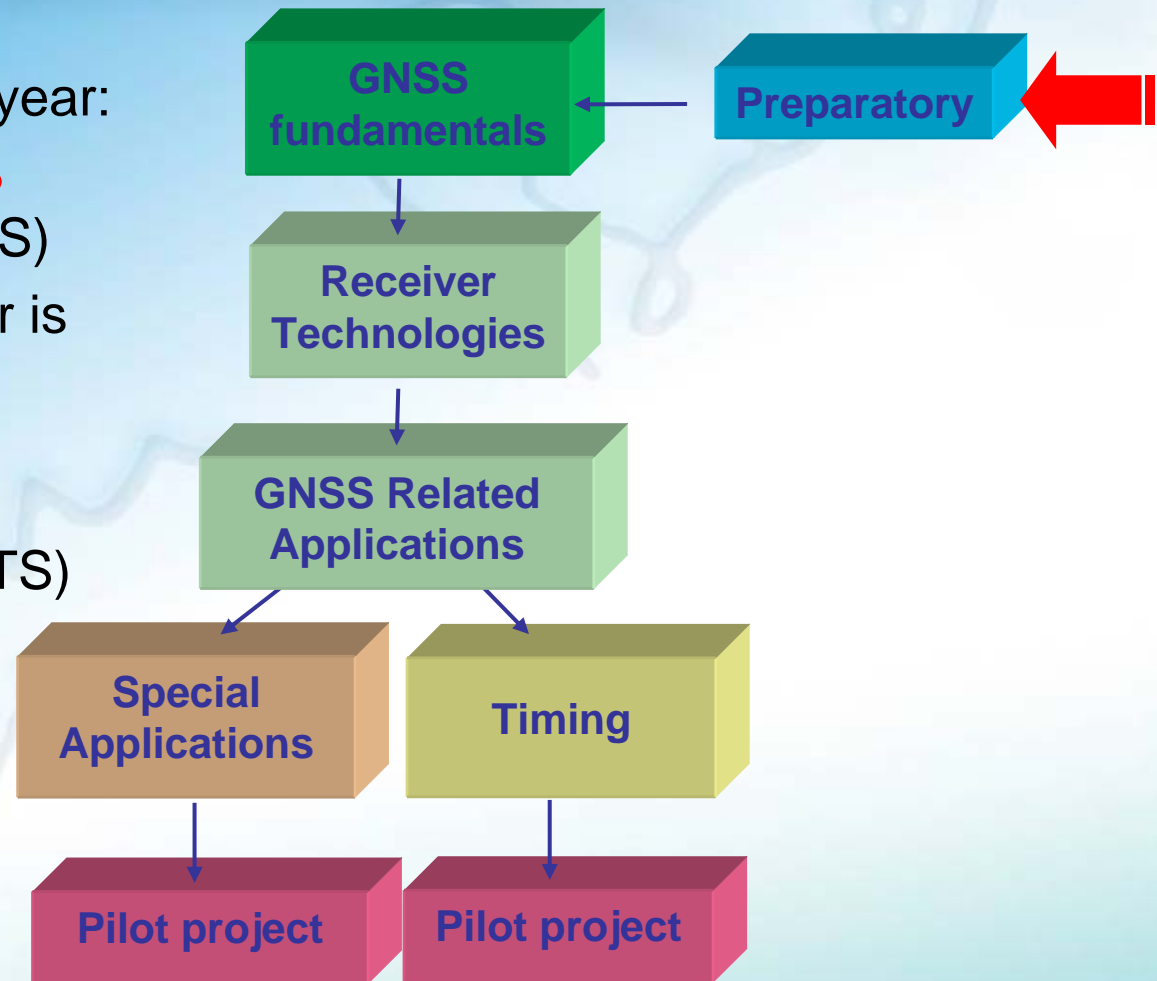 year:
S)
r is
TS)
GNSS
fundamentals
Preparatory
Receiver
Technologies
GNSS Related
Applications
Special
Applications
Timing
Pilot project
Pilot project